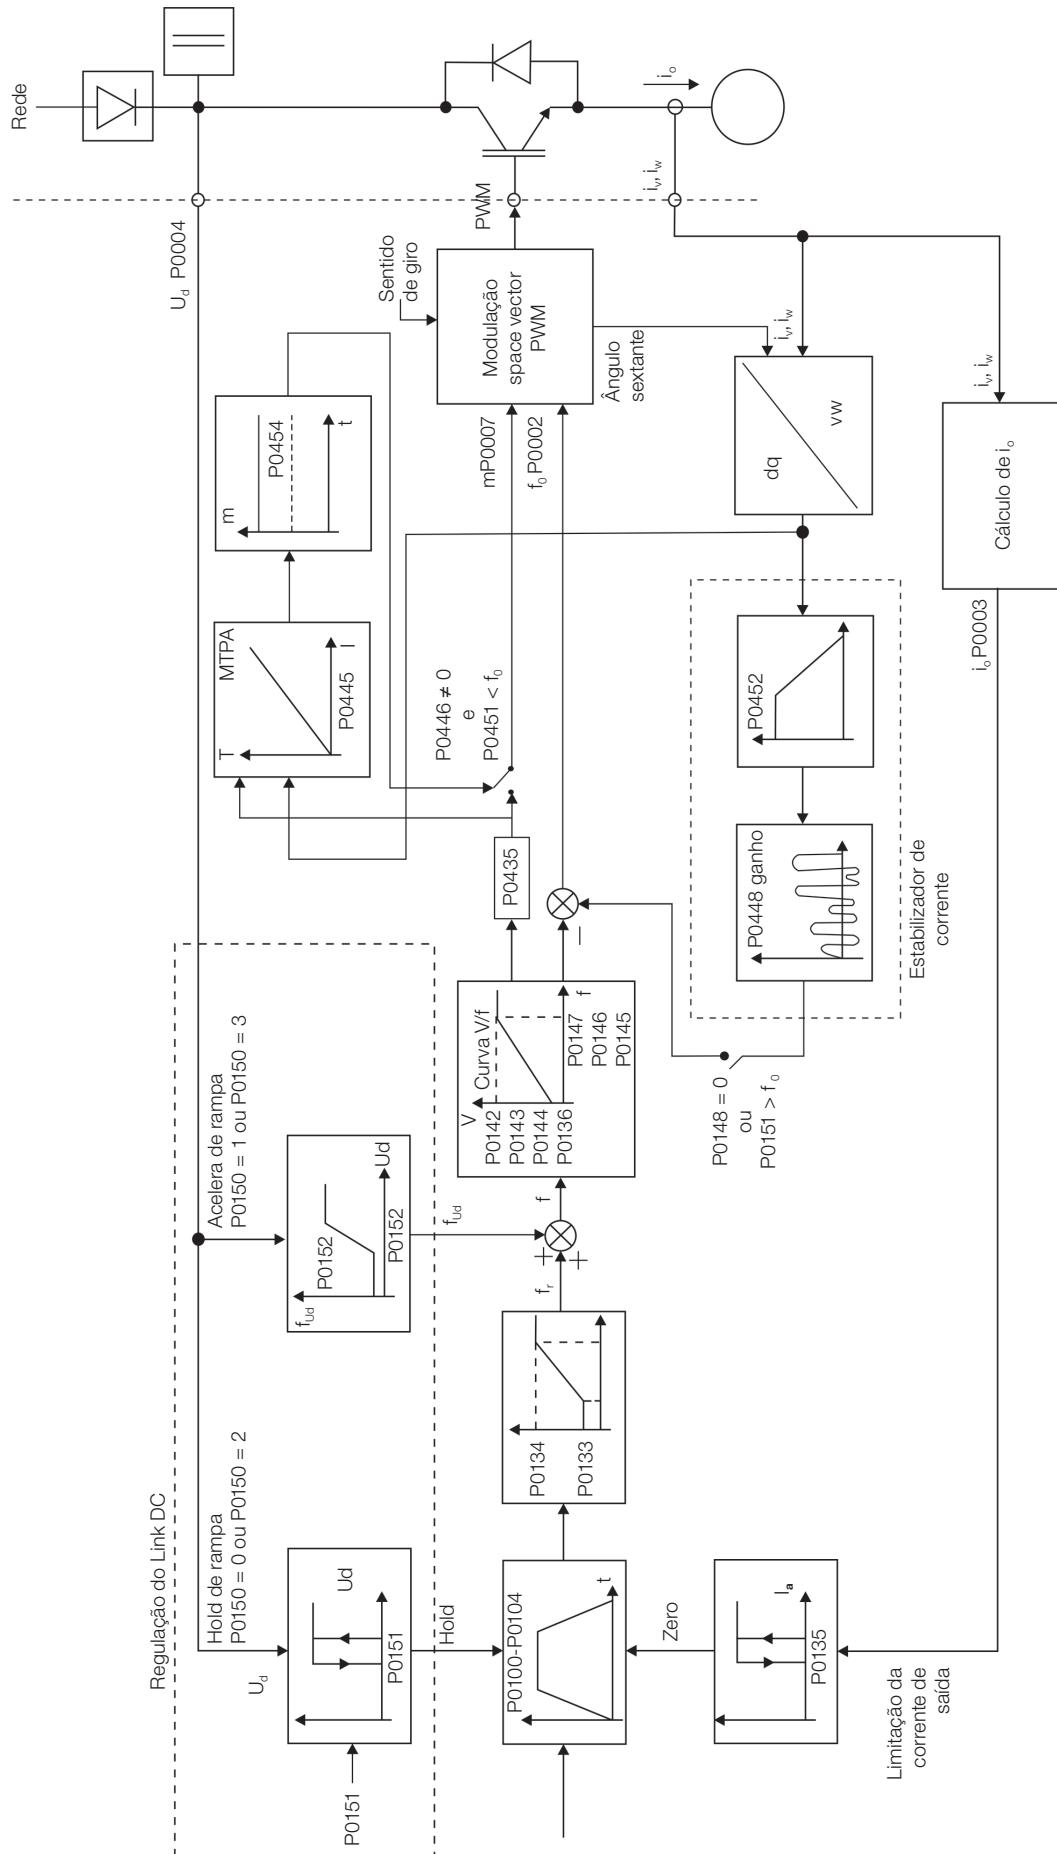 Regulação do Link DC
Hold de rampa
P0150 = 0 ou P0150 = 2
Acelera de rampa
P0150 = 1 ou P0150 = 3
U_d P0004
Rede
U_d
P0151
Ud
P0151
Hold
f_Ud
P0152
Ud
P0152
f_Ud
P0100-P0104
t
P0134
P0133
f_r
+
+
f
V
Curva V/f
P0142
P0143
P0144
P0136
f
P0147
P0146
P0145
P0435
–
T
MTPA
I
P0445
m
P0454
t
P0446 ≠ 0
e
P0451 < f_0
mP0007
f_0 P0002
Sentido
de giro
Modulação
space vector
PWM
PWM
Ângulo
sextante
i_v, i_w
i_o
i_v, i_w
dq
vw
i_v, i_w
Cálculo de i_o
i_o P0003
P0452
P0448 ganho
Estabilizador de
corrente
P0148 = 0
ou
P0151 > f_0
Zero
I_a
P0135
Limitação da
corrente de
saída